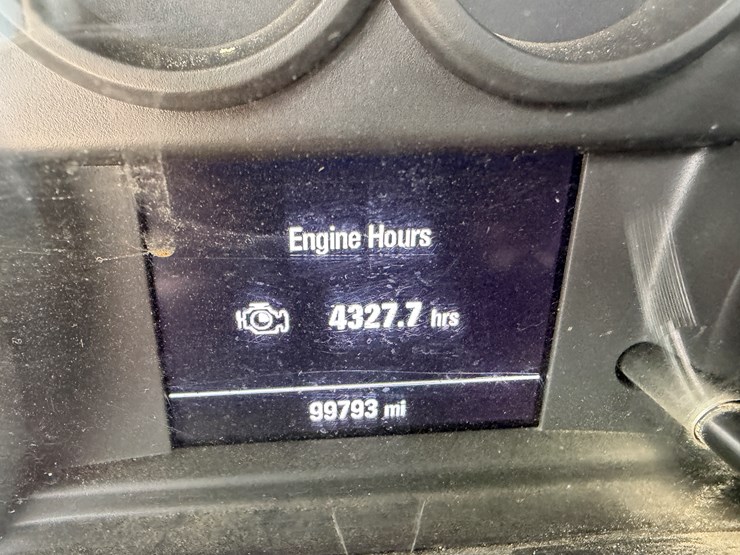 Engine Hours
4327.7 hrs
99793 mi